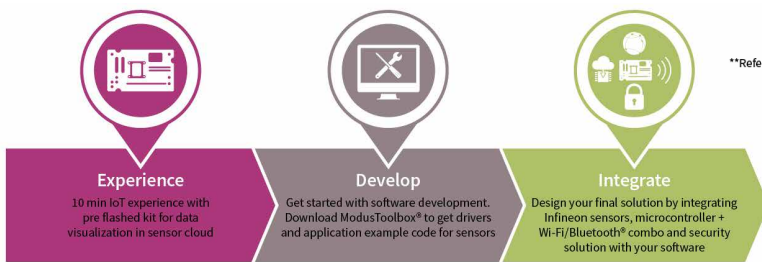 **Refe
Experience
10 min IoT experience with
pre flashed kit for data
visualization in sensor cloud
Develop
Get started with software development.
Download ModusToolbox® to get drivers
and application example code for sensors
Integrate
Design your final solution by integrating
Infineon sensors, microcontroller +
Wi-Fi/Bluetooth® combo and security
solution with your software